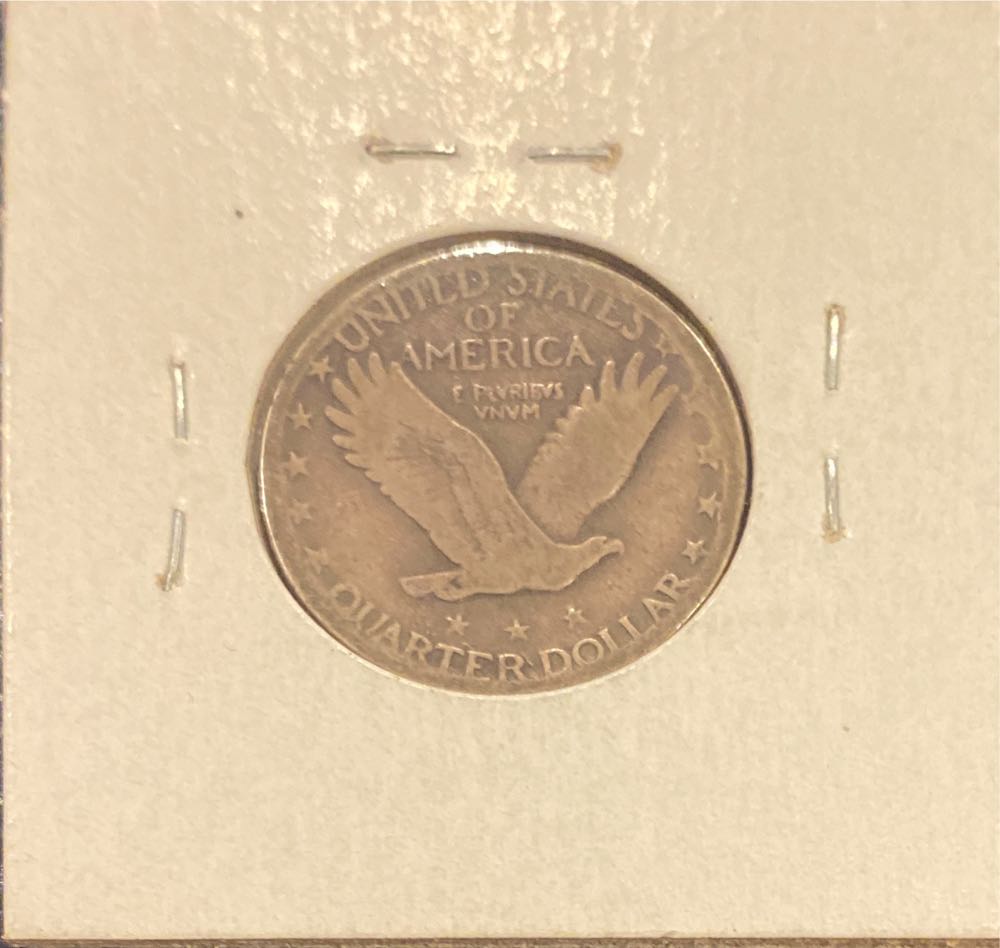 UNITED STATES
OF
AMERICA
E PLVRIBVS
VNVM
QUARTER DOLLAR